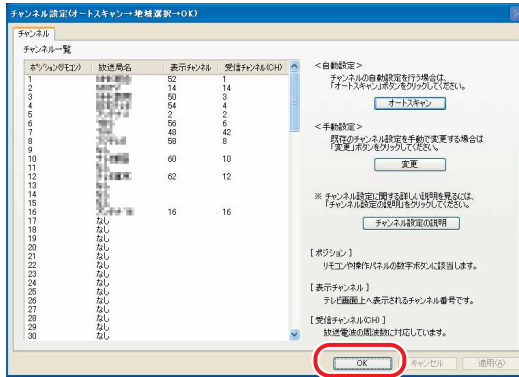 チャンネル設定(オートスキャン→地域選択→OK)
チャンネル
チャンネル一覧
ポジション(リモコン) 放送局名 表示チャンネル 受信チャンネル(CH)
1 52 1
2 14 14
3 50 3
4 54 4
5 2 2
6 56 6
7 48 42
8 58 8
9 なし
10 60 10
11 なし
12 62 12
13 なし
14 なし
15 なし
16 16 16
17 なし
18 なし
19 なし
20 なし
21 なし
22 なし
23 なし
24 なし
25 なし
26 なし
27 なし
28 なし
29 なし
30 なし
<自動設定>
チャンネルの自動設定を行う場合は、
「オートスキャン」ボタンをクリックしてください。
オートスキャン
<手動設定>
既存のチャンネル設定を手動で変更する場合は
「変更」ボタンをクリックしてください。
変更
※ チャンネル設定に関する詳しい説明を見るには、
「チャンネル設定の説明」をクリックしてください。
チャンネル設定の説明
[ ポジション ]
リモコンや操作パネルの数字ボタンに該当します。
[ 表示チャンネル ]
テレビ画面上へ表示されるチャンネル番号です。
[ 受信チャンネル(CH) ]
放送電波の周波数に対応しています。
OK キャンセル 適用(A)